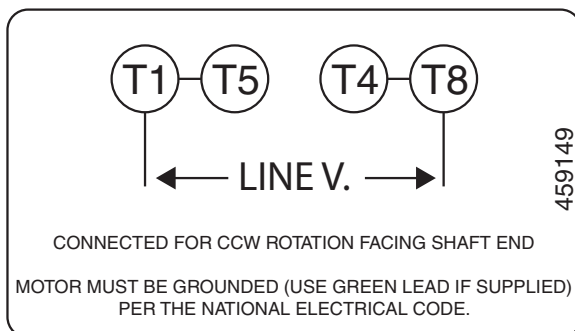 T1 T5 T4 T8
LINE V.
459149
CONNECTED FOR CCW ROTATION FACING SHAFT END
MOTOR MUST BE GROUNDED (USE GREEN LEAD IF SUPPLIED)
PER THE NATIONAL ELECTRICAL CODE.